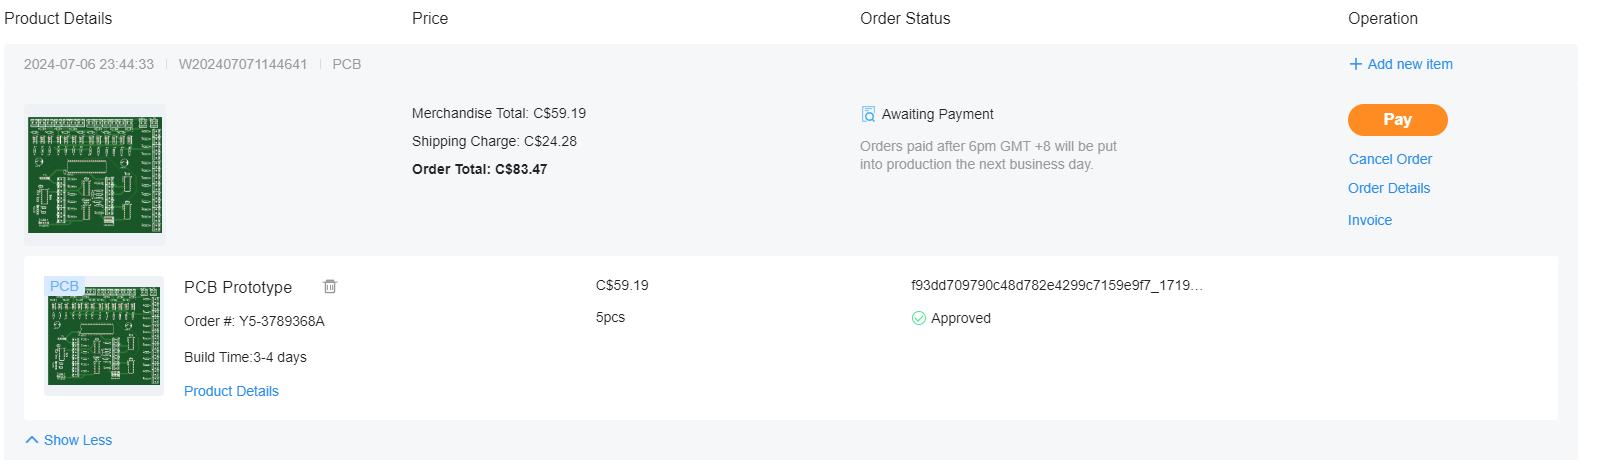 Product Details Price Order Status Operation
2024-07-06 23:44:33 W202407071144641 PCB + Add new item
Merchandise Total: C$59.19
Shipping Charge: C$24.28
Order Total: C$83.47
Awaiting Payment
Orders paid after 6pm GMT +8 will be put
into production the next business day.
Pay
Cancel Order
Order Details
Invoice
PCB
PCB Prototype C$59.19 f93dd709790c48d782e4299c7159e9f7_1719...
Order #: Y5-3789368A 5pcs Approved
Build Time:3-4 days
Product Details
Show Less